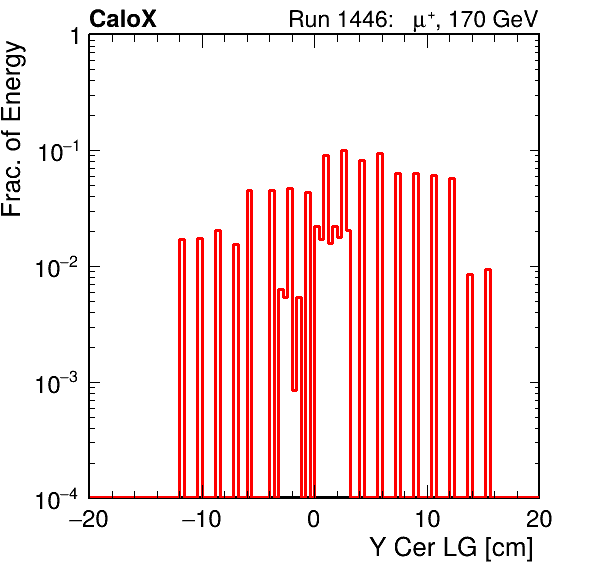 CaloX Run 1446: μ⁺, 170 GeV
Frac. of Energy
1
10⁻¹
10⁻²
10⁻³
10⁻⁴
−20 −10 0 10 20
Y Cer LG [cm]